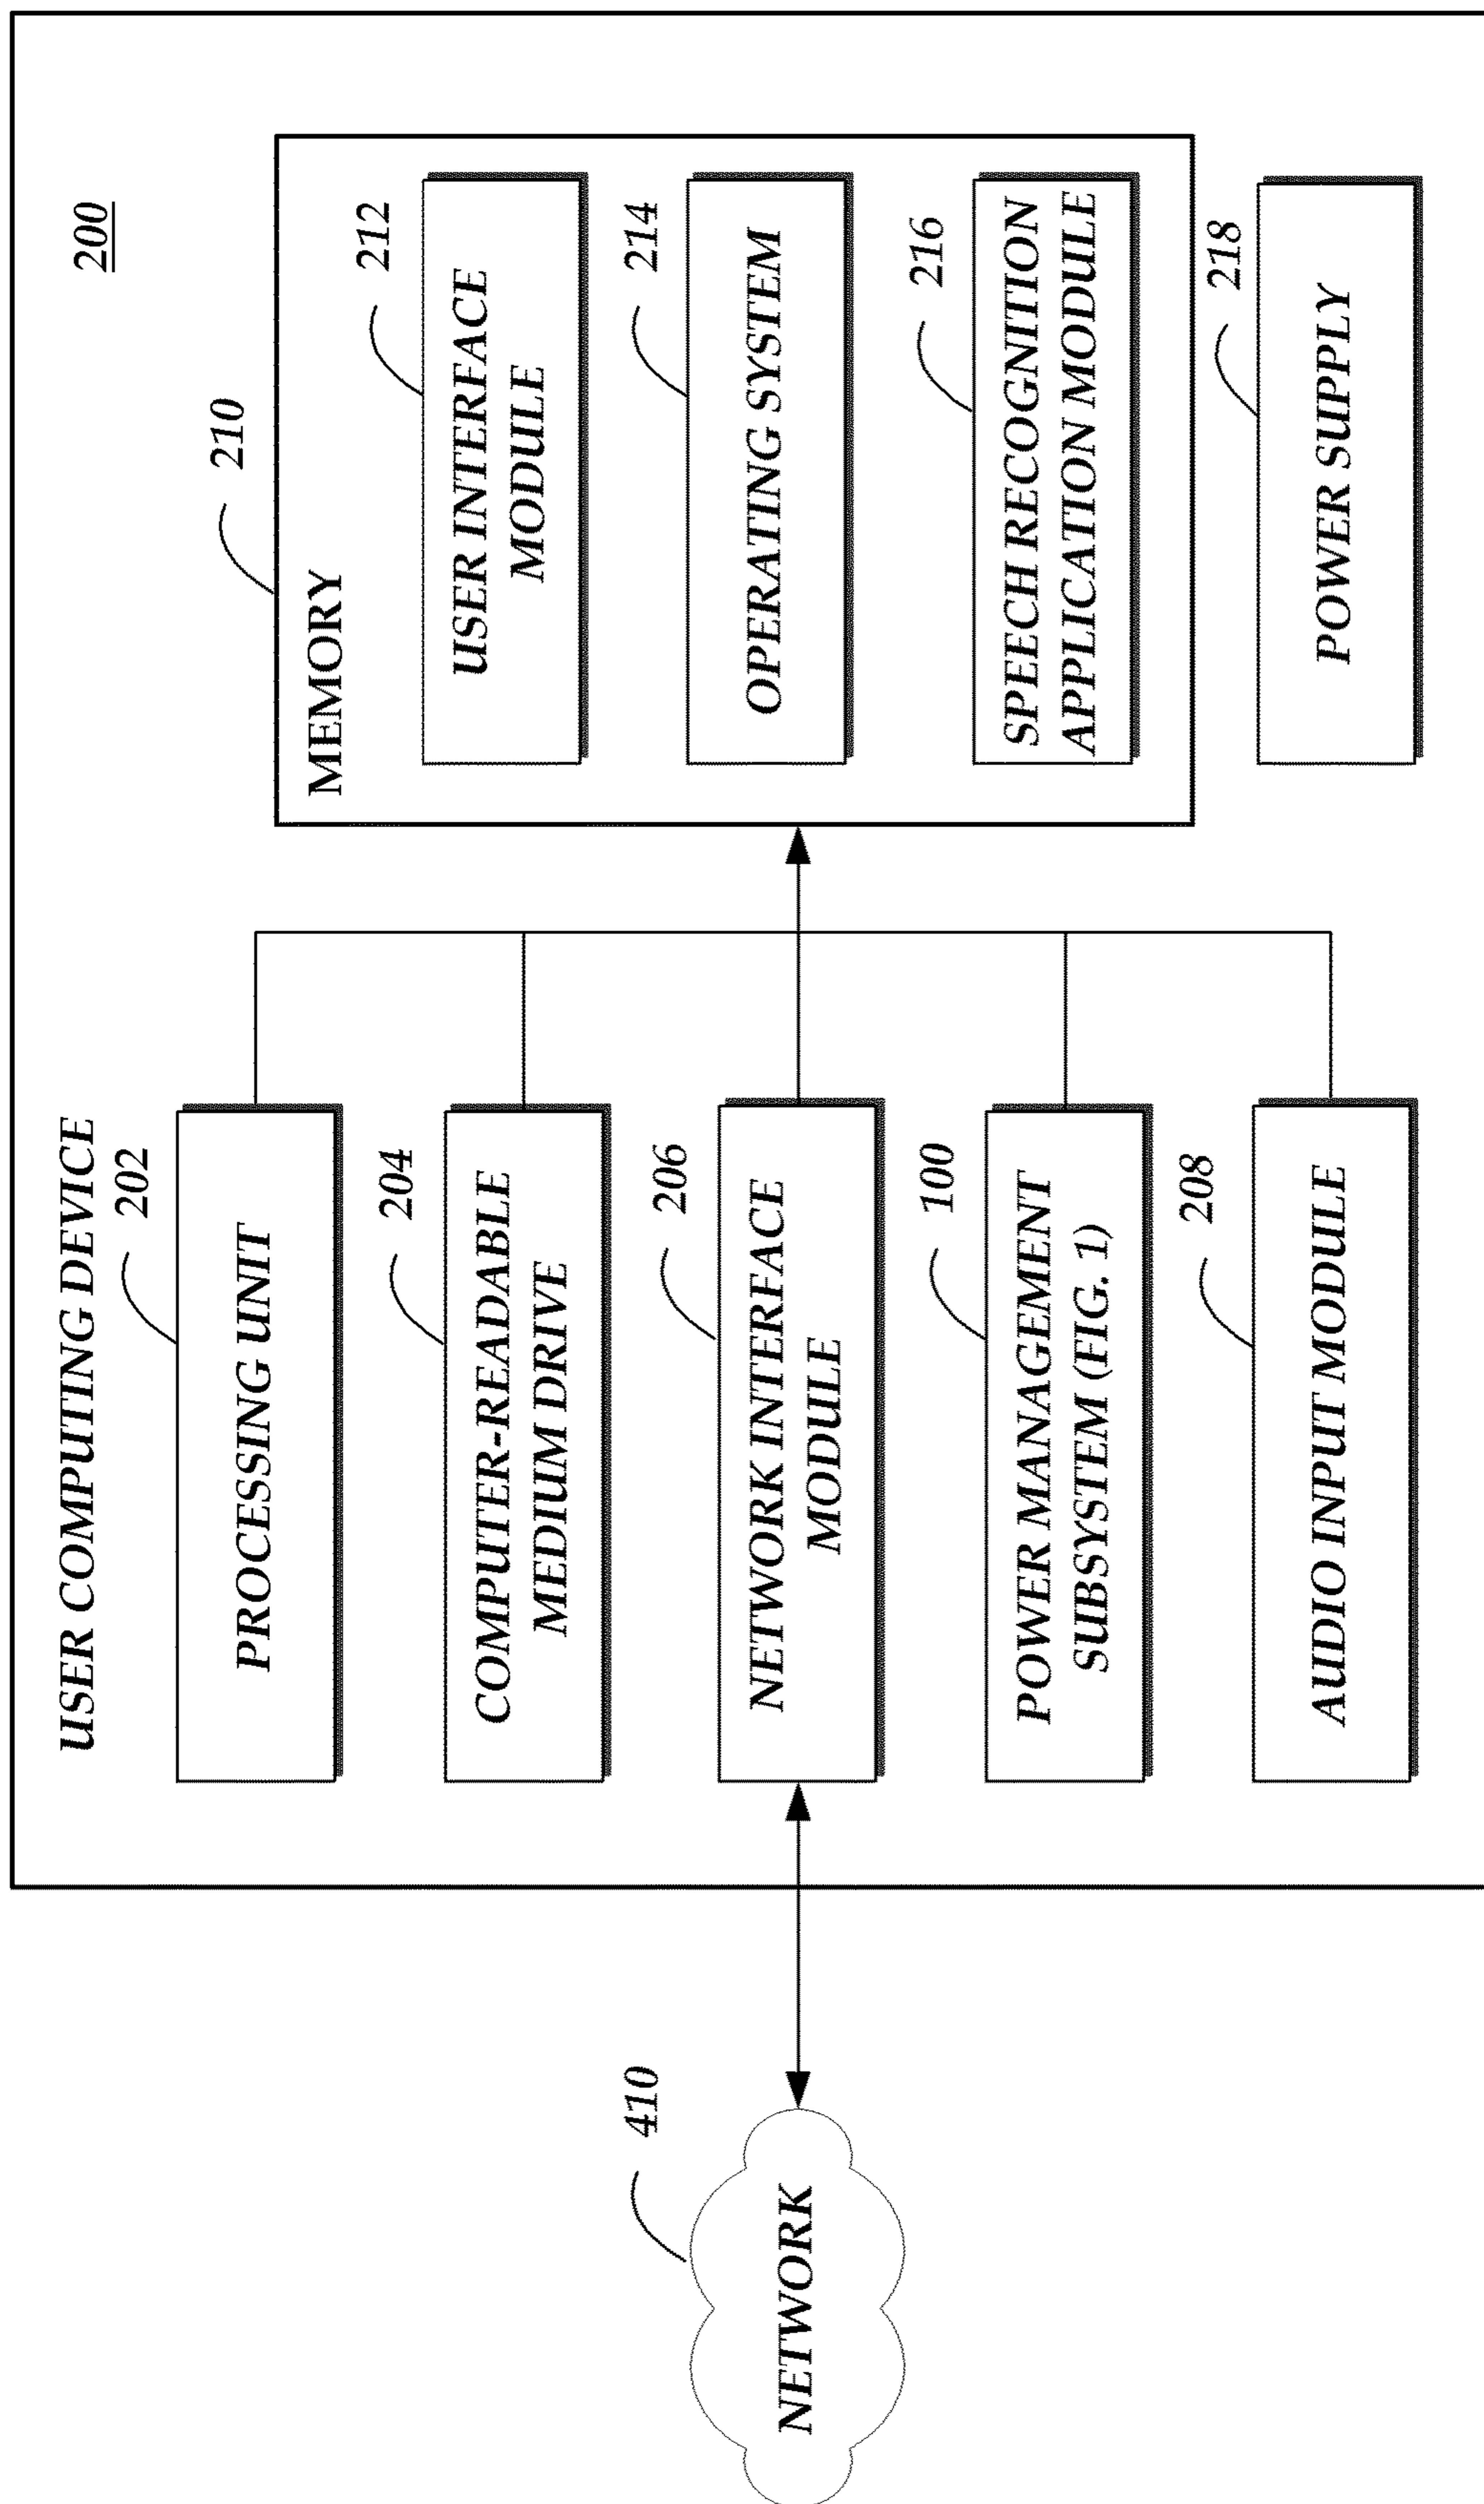 200
USER COMPUTING DEVICE
202
PROCESSING UNIT
204
COMPUTER-READABLE
MEDIUM DRIVE
410
NETWORK
206
NETWORK INTERFACE
MODULE
100
POWER MANAGEMENT
SUBSYSTEM (FIG. 1)
208
AUDIO INPUT MODULE
210
MEMORY
212
USER INTERFACE
MODULE
214
OPERATING SYSTEM
216
SPEECH RECOGNITION
APPLICATION MODULE
218
POWER SUPPLY